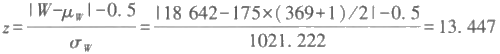 z = |W-μ_W|-0.5 / σ_W = |18 642-175×(369+1)/2|-0.5 / 1021.222 = 13.447